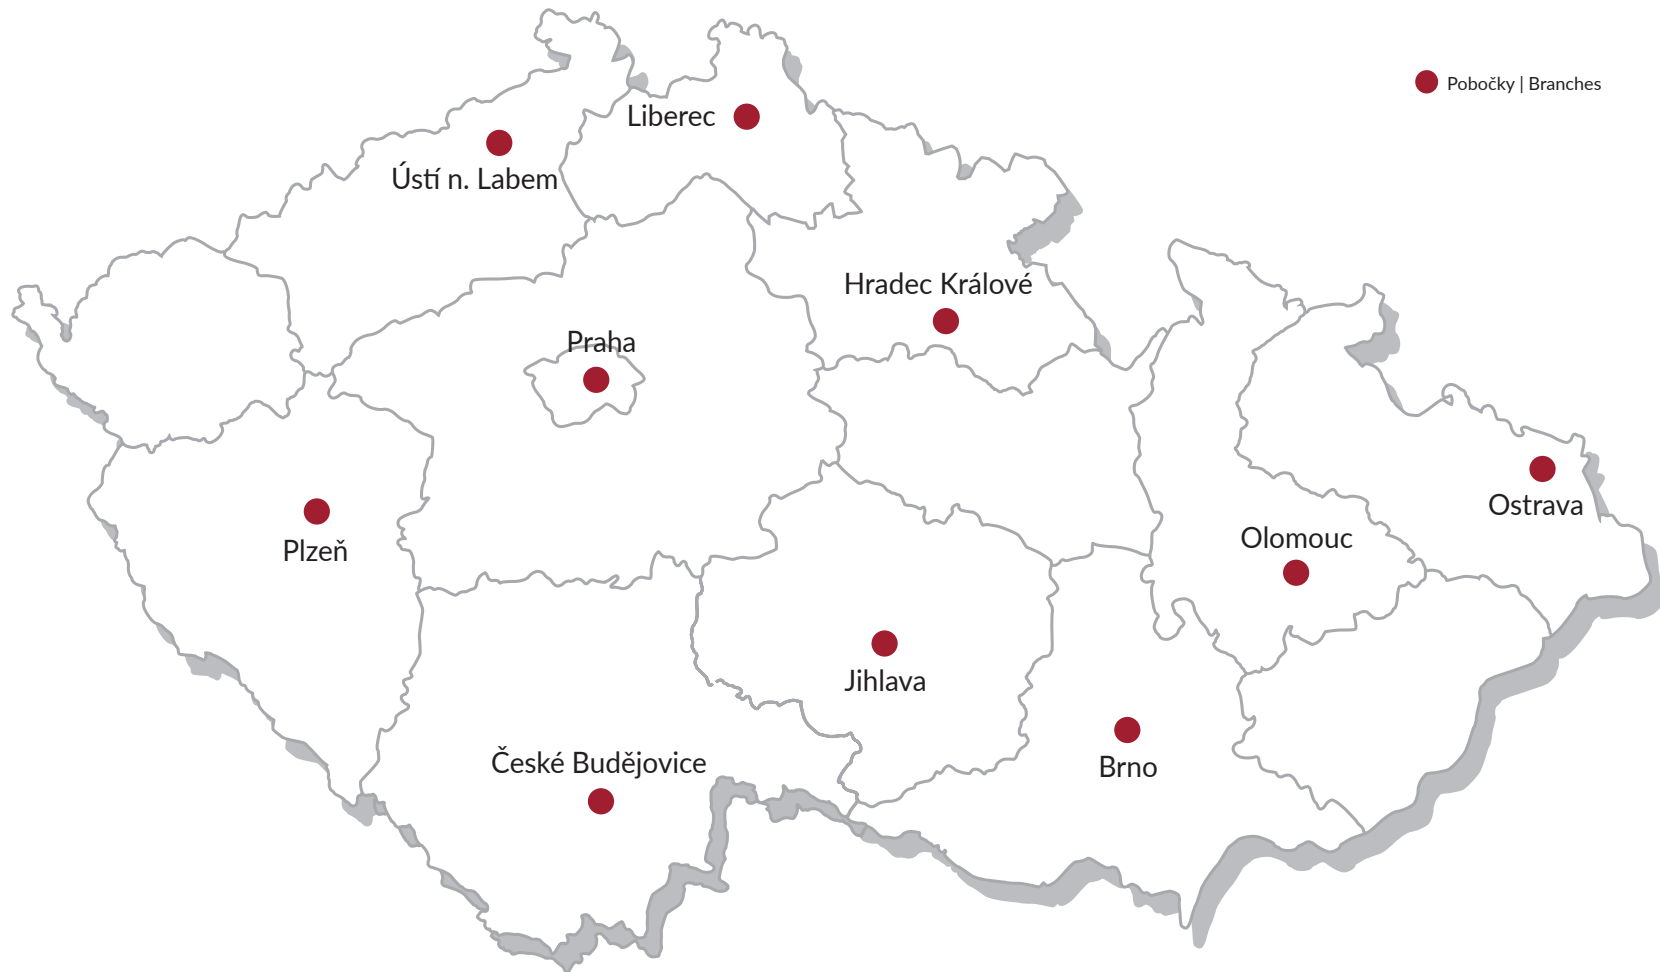 Pobočky | Branches
Liberec
Ústí n. Labem
Hradec Králové
Praha
Ostrava
Olomouc
Plzeň
Jihlava
České Budějovice
Brno